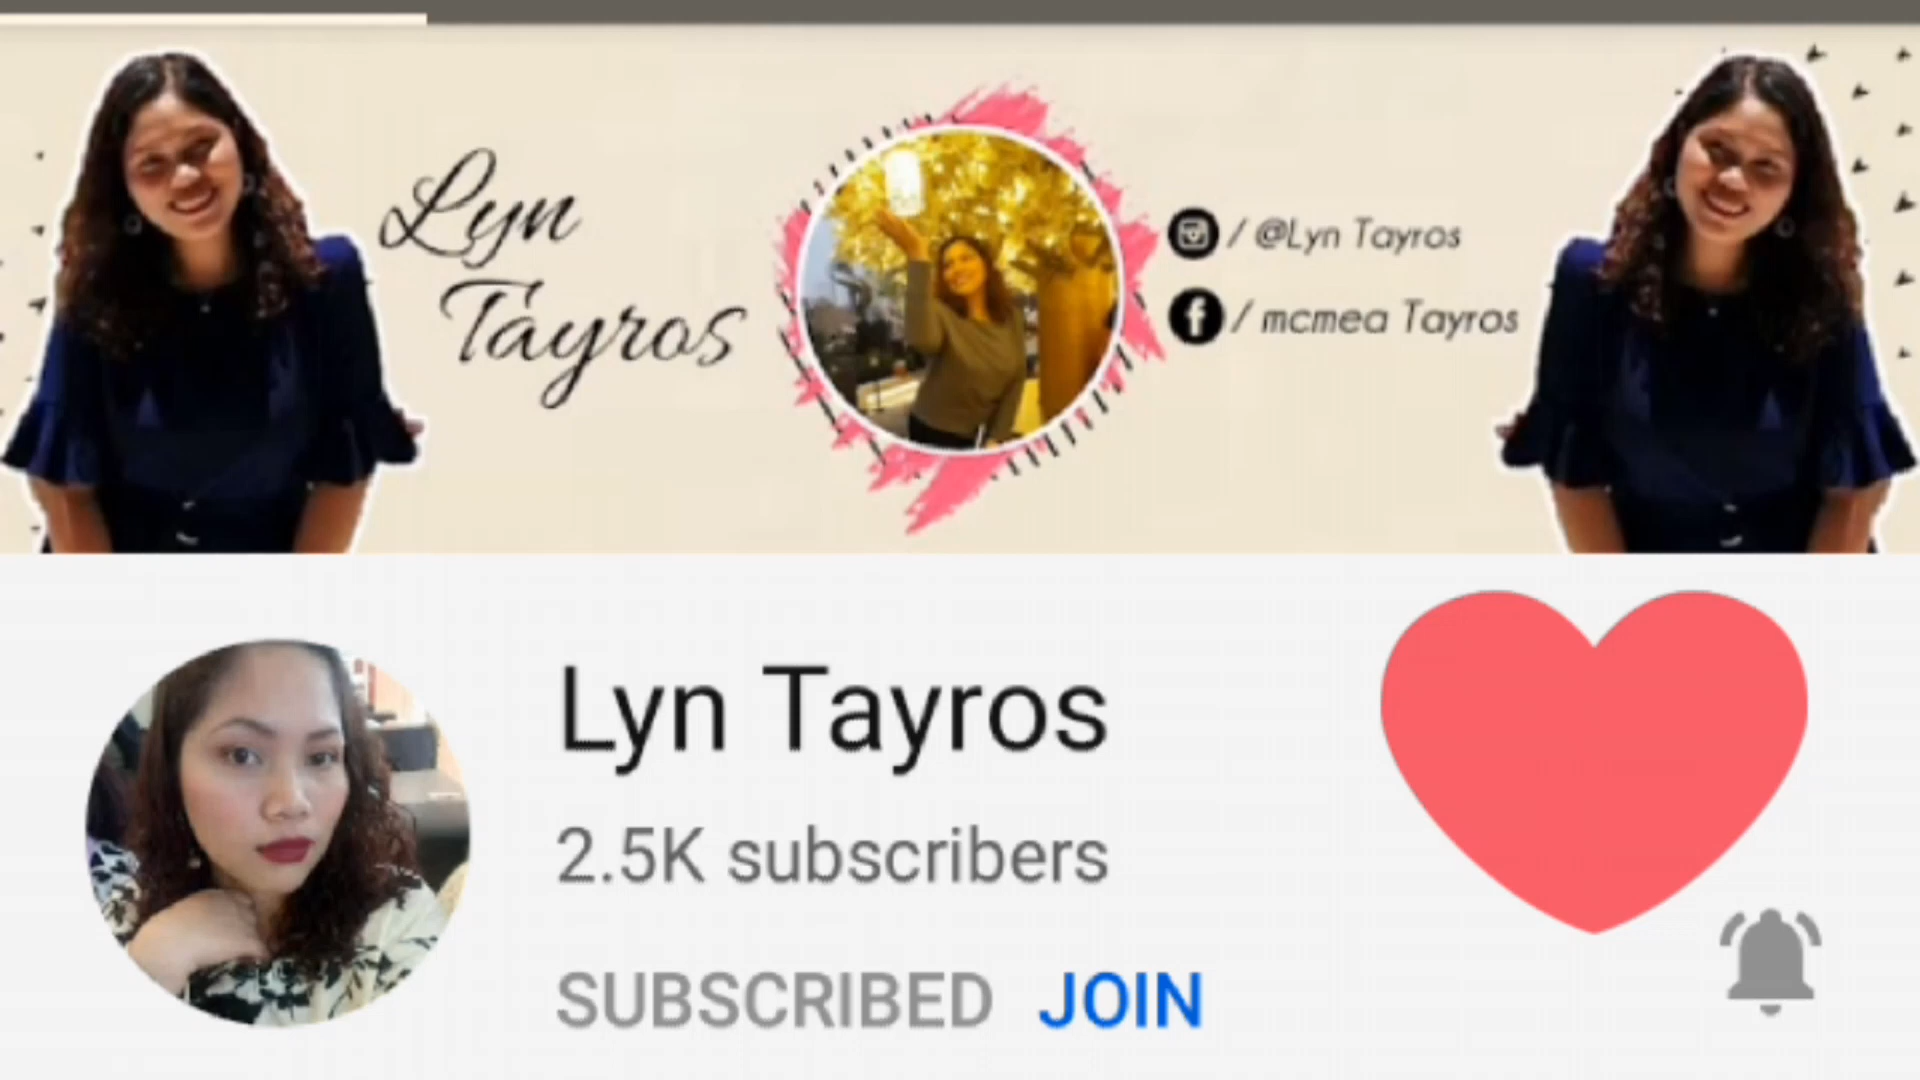 Lyn
Tayros
/ @Lyn Tayros
/ mcmea Tayros
Lyn Tayros
2.5K subscribers
SUBSCRIBED JOIN